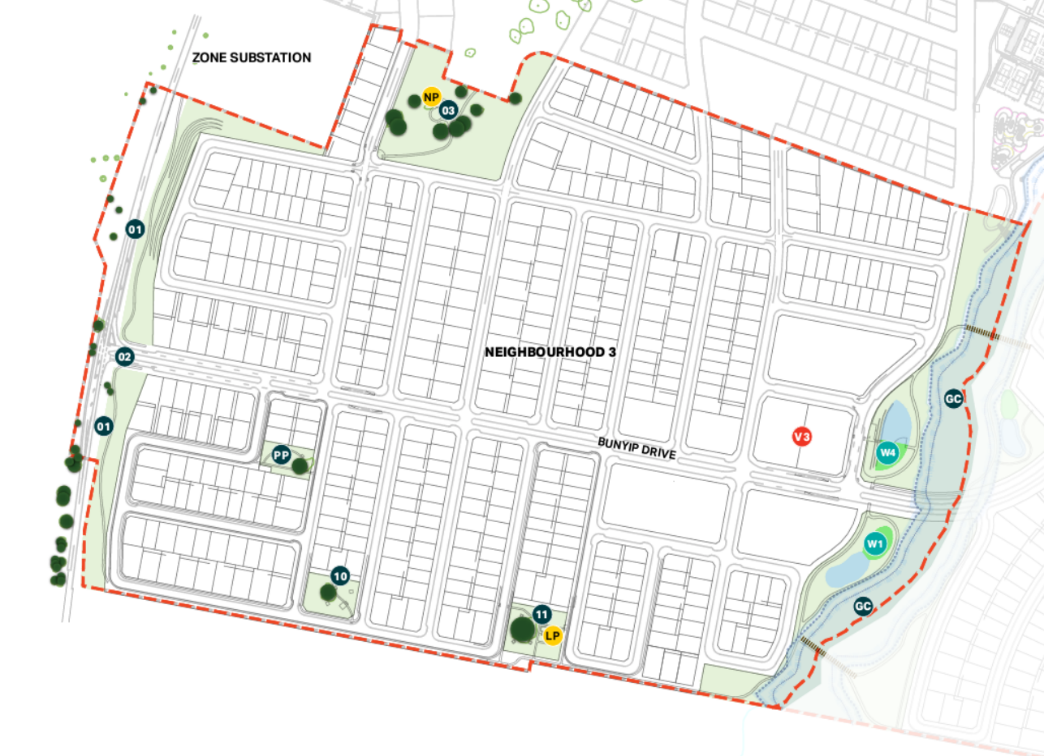 ZONE SUBSTATION
NP
03
01
02
NEIGHBOURHOOD 3
GC
01
PP
BUNYIP DRIVE
V3
W4
W1
10
11
LP
GC